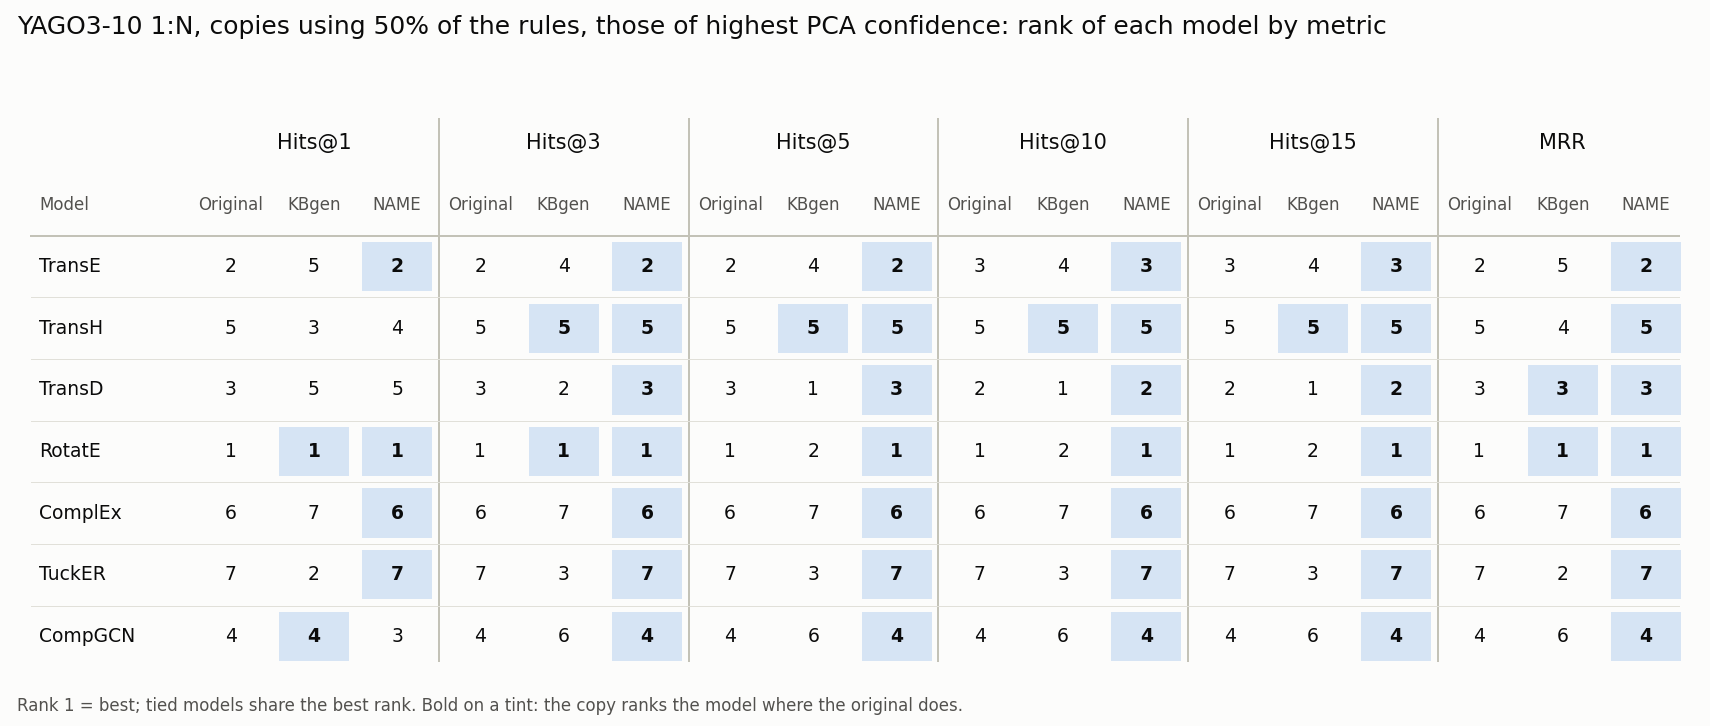 YAGO3-10 1:N, copies using 50% of the rules, those of highest PCA confidence: rank of each model by metric
Hits@1 Hits@3 Hits@5 Hits@10 Hits@15 MRR
Model Original KBgen NAME Original KBgen NAME Original KBgen NAME Original KBgen NAME Original KBgen NAME Original KBgen NAME
TransE 2 5 2 2 4 2 2 4 2 3 4 3 3 4 3 2 5 2
TransH 5 3 4 5 5 5 5 5 5 5 5 5 5 5 5 5 4 5
TransD 3 5 5 3 2 3 3 1 3 2 1 2 2 1 2 3 3 3
RotatE 1 1 1 1 1 1 1 2 1 1 2 1 1 2 1 1 1 1
ComplEx 6 7 6 6 7 6 6 7 6 6 7 6 6 7 6 6 7 6
TuckER 7 2 7 7 3 7 7 3 7 7 3 7 7 3 7 7 2 7
CompGCN 4 4 3 4 6 4 4 6 4 4 6 4 4 6 4 4 6 4
Rank 1 = best; tied models share the best rank. Bold on a tint: the copy ranks the model where the original does.